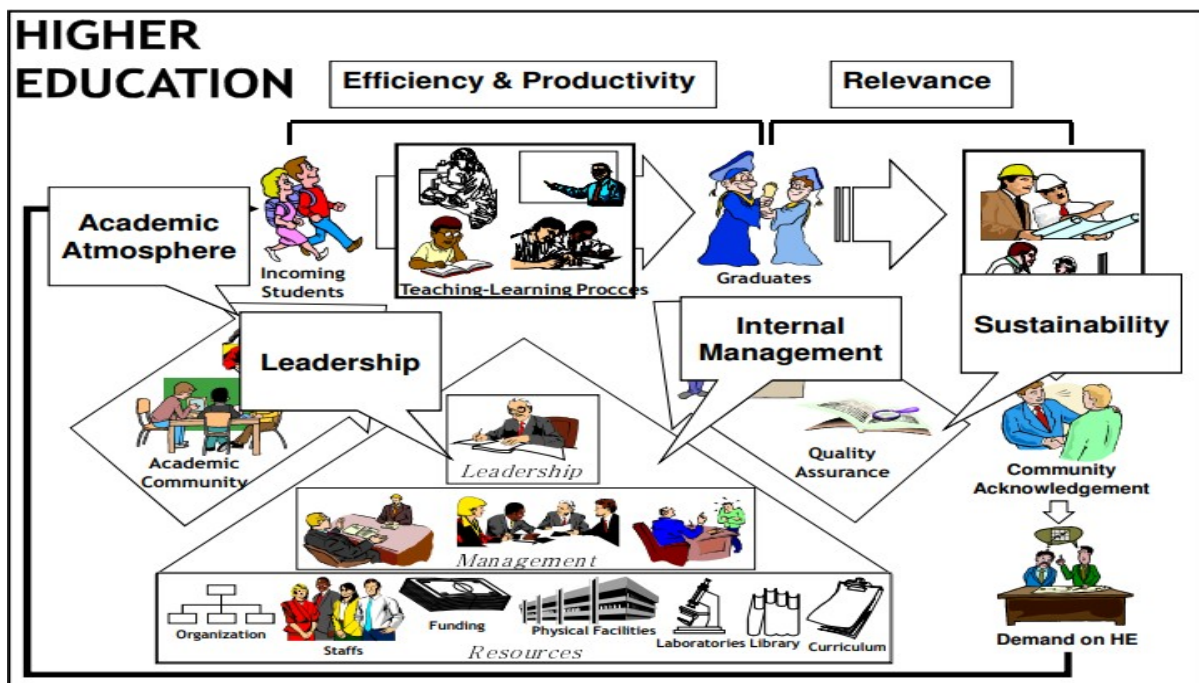 HIGHER
EDUCATION
Efficiency & Productivity
Relevance
Academic
Atmosphere
Incoming
Students
Teaching-Learning Procces
Graduates
Leadership
Internal
Management
Sustainability
Academic
Community
Leadership
Quality
Assurance
Community
Acknowledgement
Management
Organization
Staffs
Funding
Physical Facilities
Laboratories
Library
Curriculum
Resources
Demand on HE